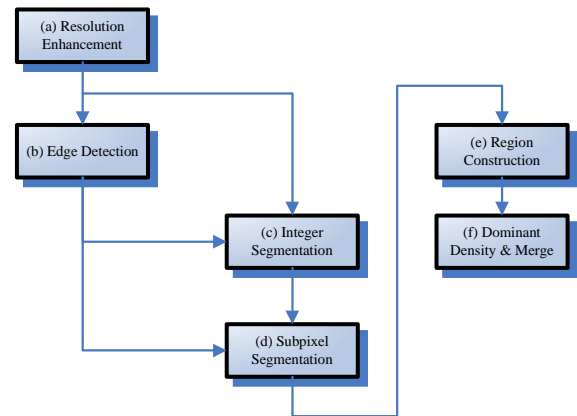 (a) Resolution
Enhancement
(b) Edge Detection
(c) Integer
Segmentation
(d) Subpixel
Segmentation
(e) Region
Construction
(f) Dominant
Density & Merge